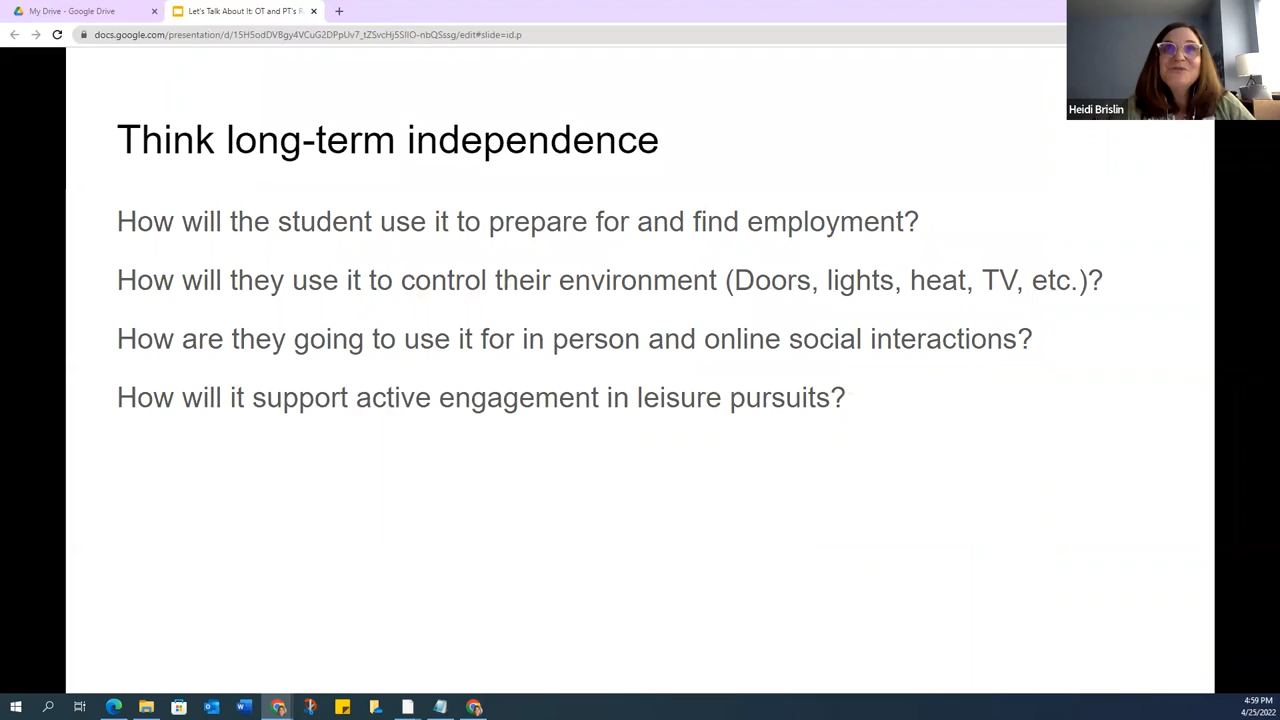 My Drive - Google Drive
Let's Talk About It: OT and PT's R
docs.google.com/presentation/d/15H5odDVBgy4VCuG2DPpUv7_tZSvcHj5SlIO-nbQSssg/edit#slide=id.p
Heidi Brislin
Think long-term independence
How will the student use it to prepare for and find employment?
How will they use it to control their environment (Doors, lights, heat, TV, etc.)?
How are they going to use it for in person and online social interactions?
How will it support active engagement in leisure pursuits?
4:59 PM
4/25/2022